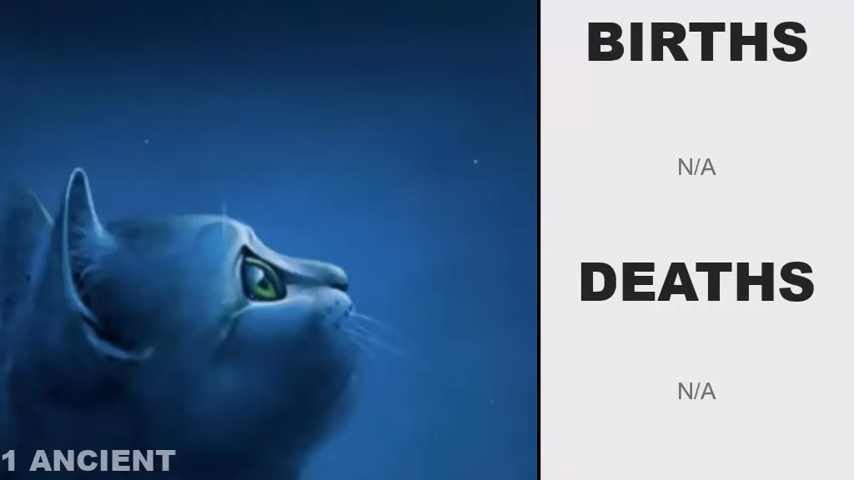 BIRTHS
N/A
DEATHS
N/A
1 ANCIENT